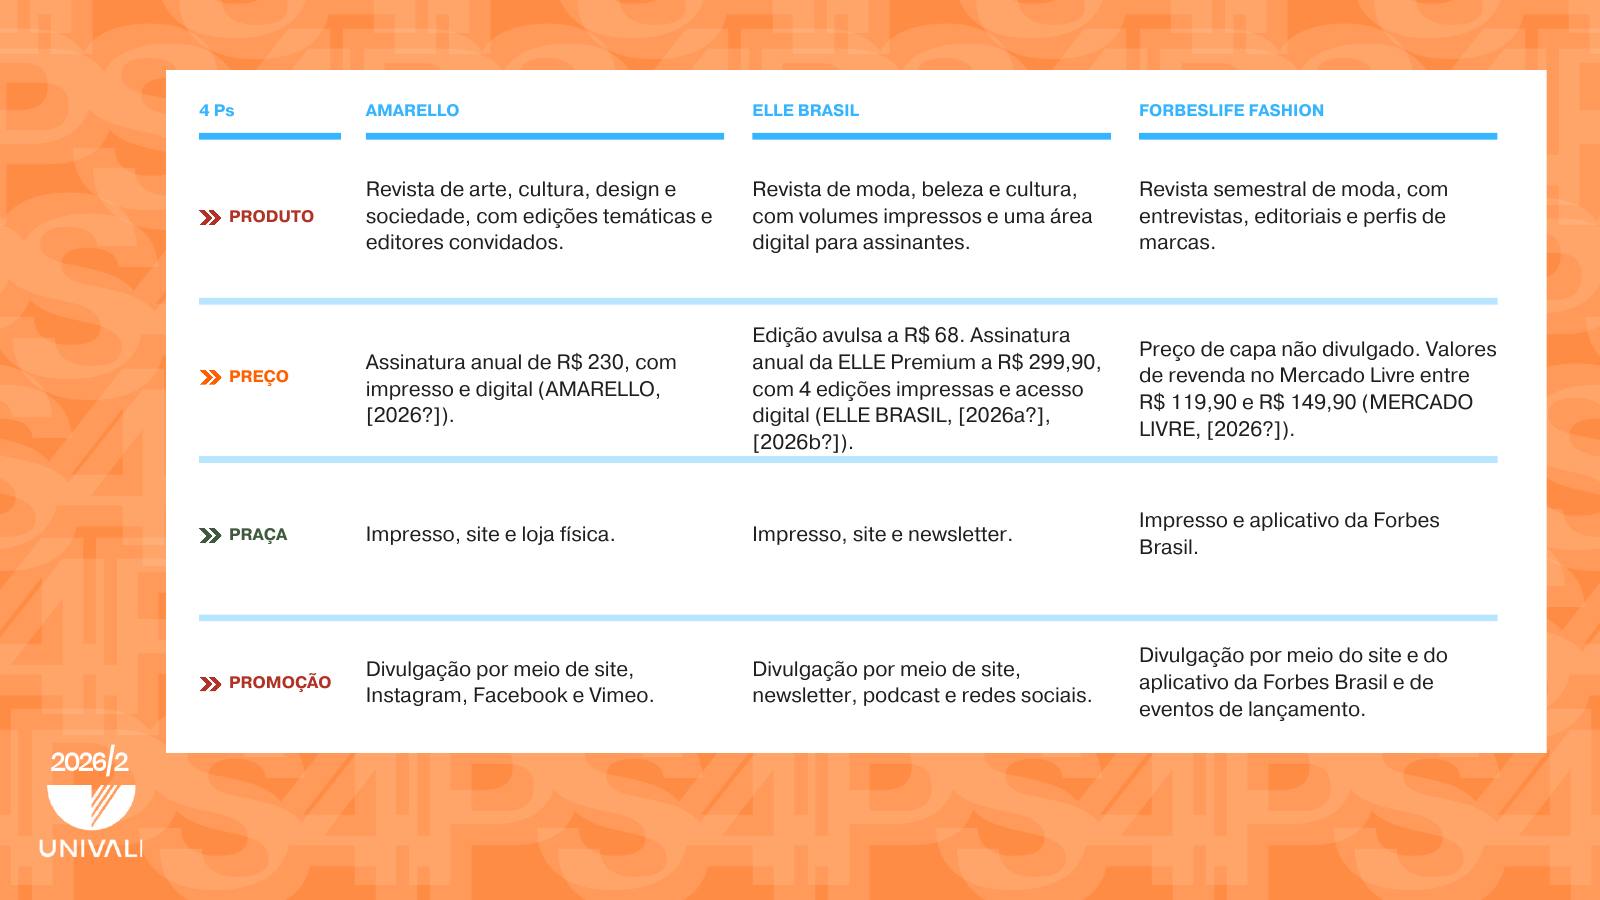 4 Ps
AMARELLO
ELLE BRASIL
FORBESLIFE FASHION
PRODUTO
Revista de arte, cultura, design e
sociedade, com edições temáticas e
editores convidados.
Revista de moda, beleza e cultura,
com volumes impressos e uma área
digital para assinantes.
Revista semestral de moda, com
entrevistas, editoriais e perfis de
marcas.
PREÇO
Assinatura anual de R$ 230, com
impresso e digital (AMARELLO,
[2026?]).
Edição avulsa a R$ 68. Assinatura
anual da ELLE Premium a R$ 299,90,
com 4 edições impressas e acesso
digital (ELLE BRASIL, [2026a?],
[2026b?]).
Preço de capa não divulgado. Valores
de revenda no Mercado Livre entre
R$ 119,90 e R$ 149,90 (MERCADO
LIVRE, [2026?]).
PRAÇA
Impresso, site e loja física.
Impresso, site e newsletter.
Impresso e aplicativo da Forbes
Brasil.
PROMOÇÃO
Divulgação por meio de site,
Instagram, Facebook e Vimeo.
Divulgação por meio de site,
newsletter, podcast e redes sociais.
Divulgação por meio do site e do
aplicativo da Forbes Brasil e de
eventos de lançamento.
2026/2
UNIVALI